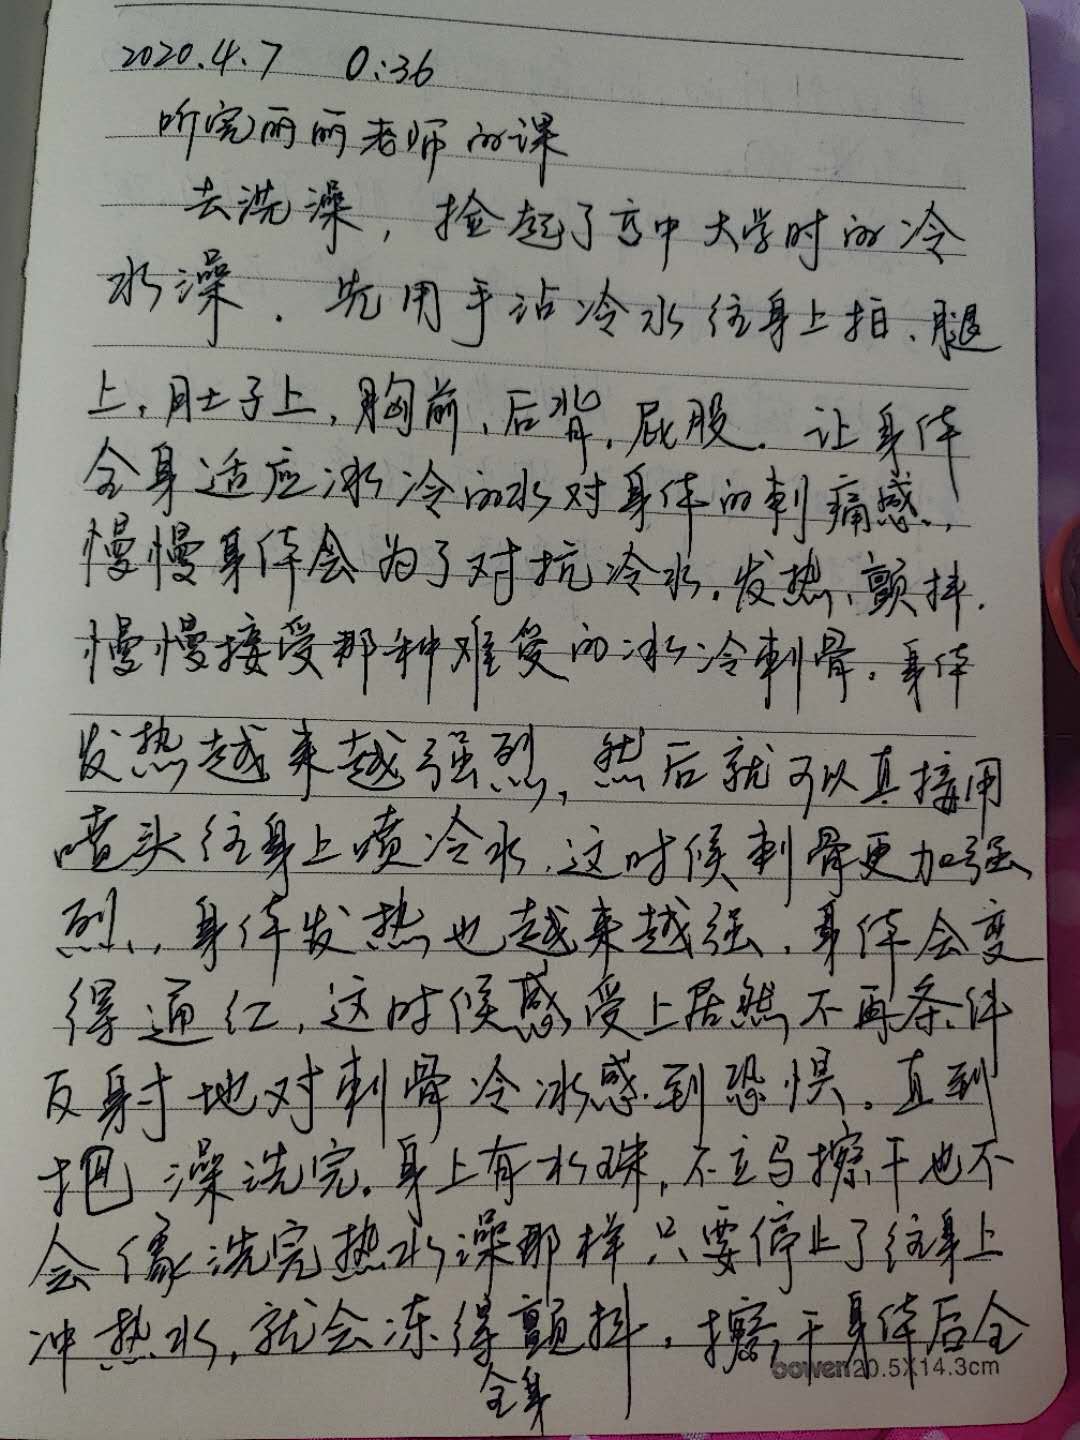 2020.4.7 0:36
听完丽丽老师的课
去洗澡，捡起了高中大学时的冷
水澡．先用手沾冷水往身上拍、腿
上，肚子上，胸前、后背，屁股．让身体
全身适应冰冷的水对身体的刺痛感，
慢慢身体会为了对抗冷水，发热、颤抖．
慢慢接受那种难受的冰冷刺骨。身体
发热越来越强烈，然后就可以直接用
喷头往身上喷冷水，这时候刺骨更加强
烈，身体发热也越来越强，身体会变
得通红，这时候感受上居然不再条件
反射地对刺骨冷冰感到恐惧。直到
把澡洗完。身上有水珠，不立马擦干也不
会像洗完热水澡那样，只要停止了往身上
冲热水，就会冻得颤抖．擦干身体后全
全身
bowen 20.5X14.3cm